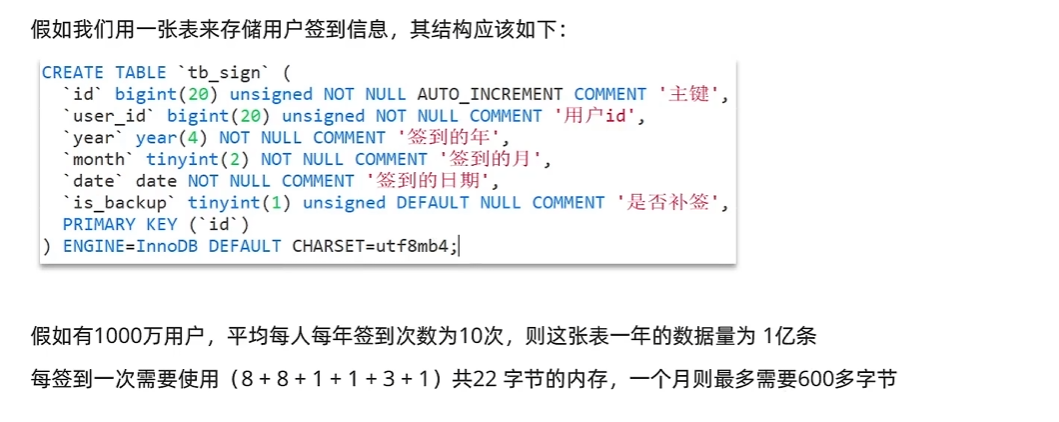 假如我们用一张表来存储用户签到信息，其结构应该如下：
CREATE TABLE `tb_sign` (
`id` bigint(20) unsigned NOT NULL AUTO_INCREMENT COMMENT '主键',
`user_id` bigint(20) unsigned NOT NULL COMMENT '用户id',
`year` year(4) NOT NULL COMMENT '签到的年',
`month` tinyint(2) NOT NULL COMMENT '签到的月',
`date` date NOT NULL COMMENT '签到的日期',
`is_backup` tinyint(1) unsigned DEFAULT NULL COMMENT '是否补签',
PRIMARY KEY (`id`)
) ENGINE=InnoDB DEFAULT CHARSET=utf8mb4;
假如有1000万用户，平均每人每年签到次数为10次，则这张表一年的数据量为 1亿条
每签到一次需要使用（8 + 8 + 1 + 1 + 3 + 1）共22 字节的内存，一个月则最多需要600多字节